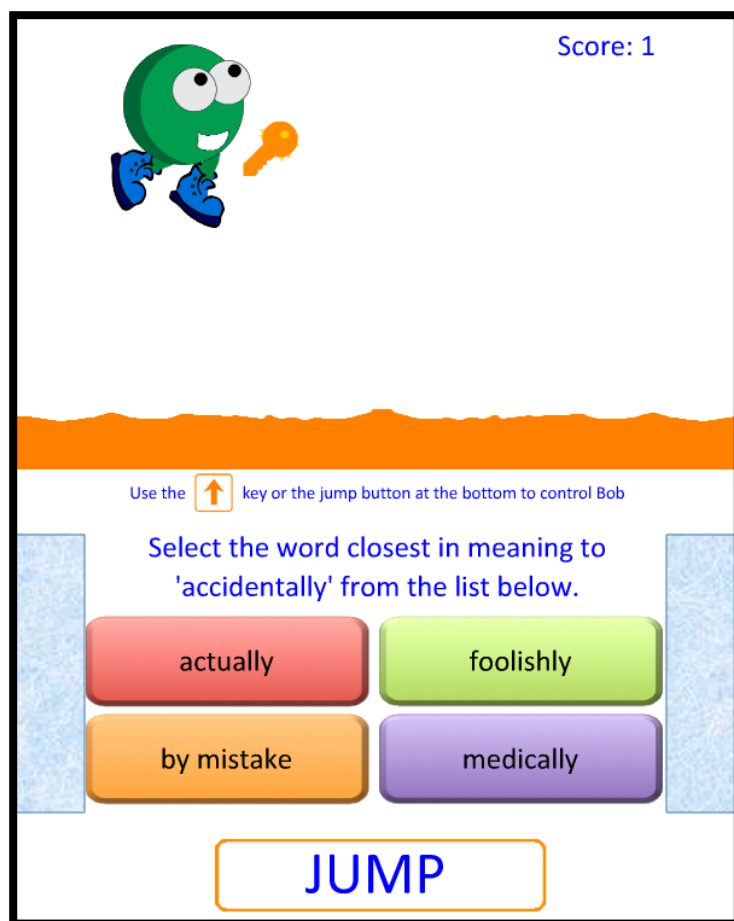 Score: 1
Use the key or the jump button at the bottom to control Bob
Select the word closest in meaning to
'accidentally' from the list below.
actually
foolishly
by mistake
medically
JUMP